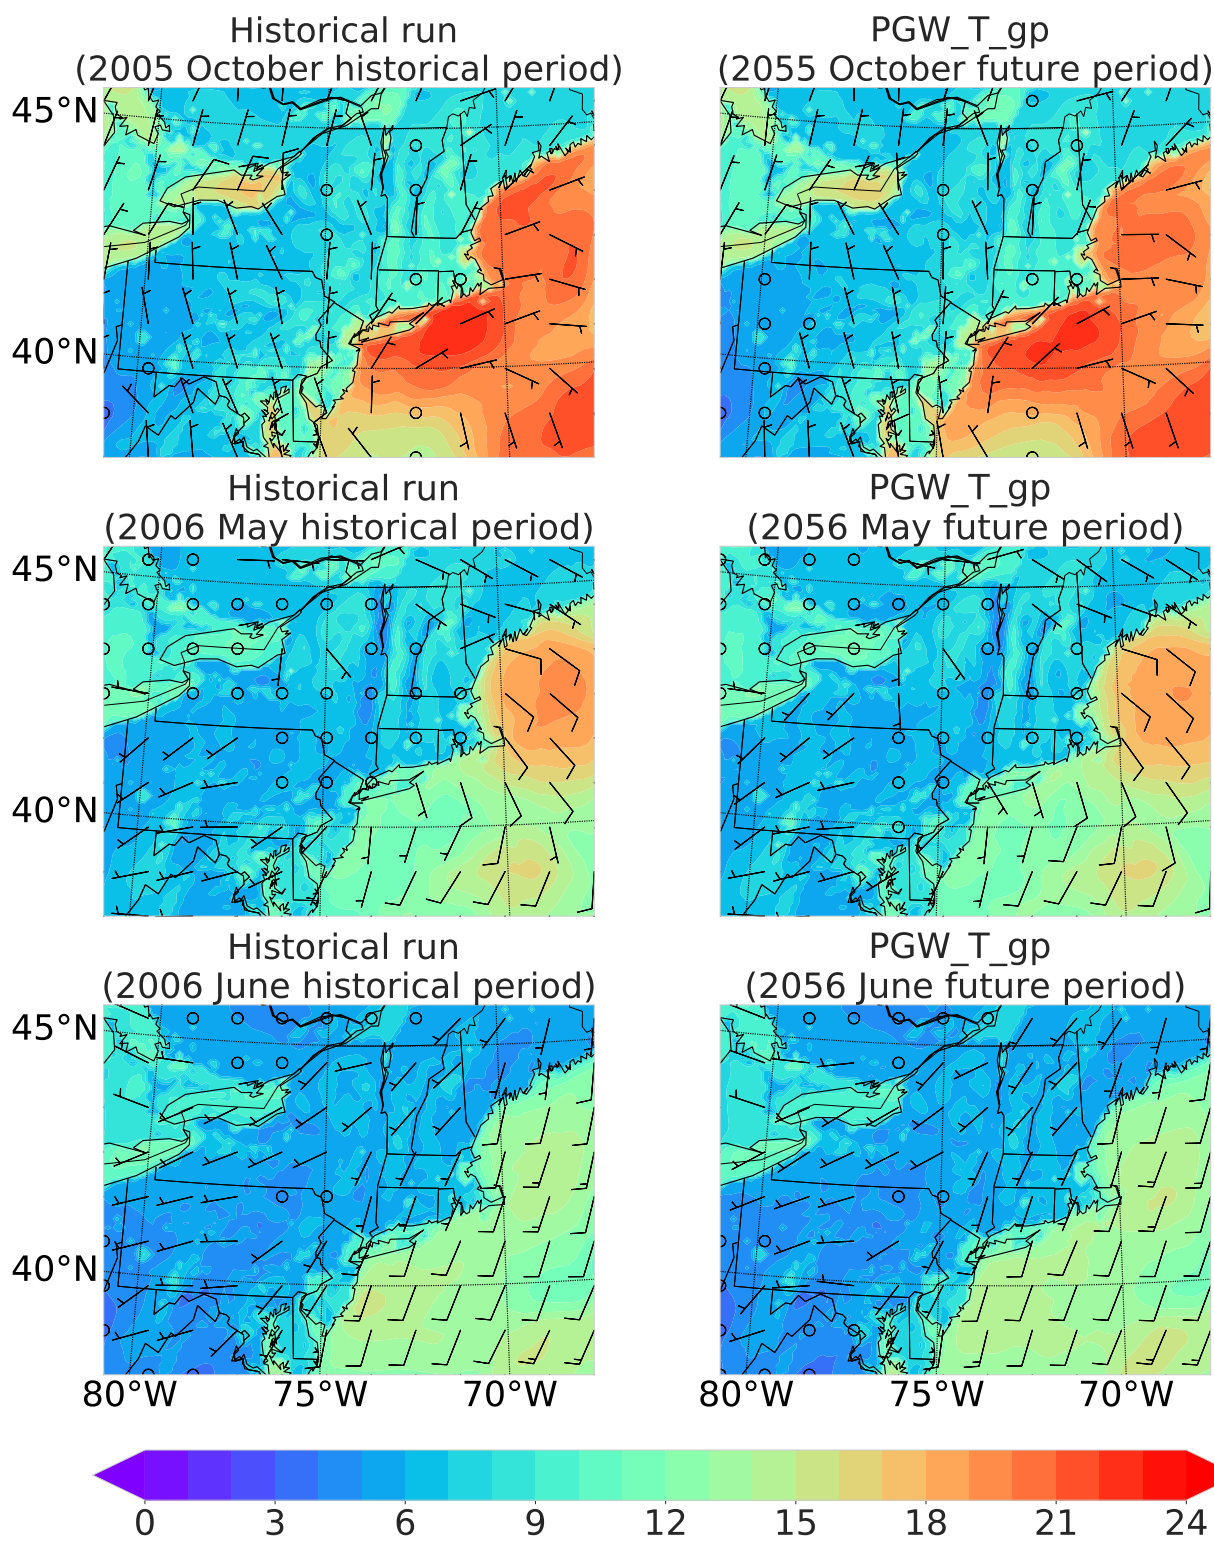 Historical run
(2005 October historical period)
PGW_T_gp
(2055 October future period)
45°N
40°N
Historical run
(2006 May historical period)
PGW_T_gp
(2056 May future period)
45°N
40°N
Historical run
(2006 June historical period)
PGW_T_gp
(2056 June future period)
45°N
40°N
80°W 75°W 70°W 80°W 75°W 70°W
0 3 6 9 12 15 18 21 24